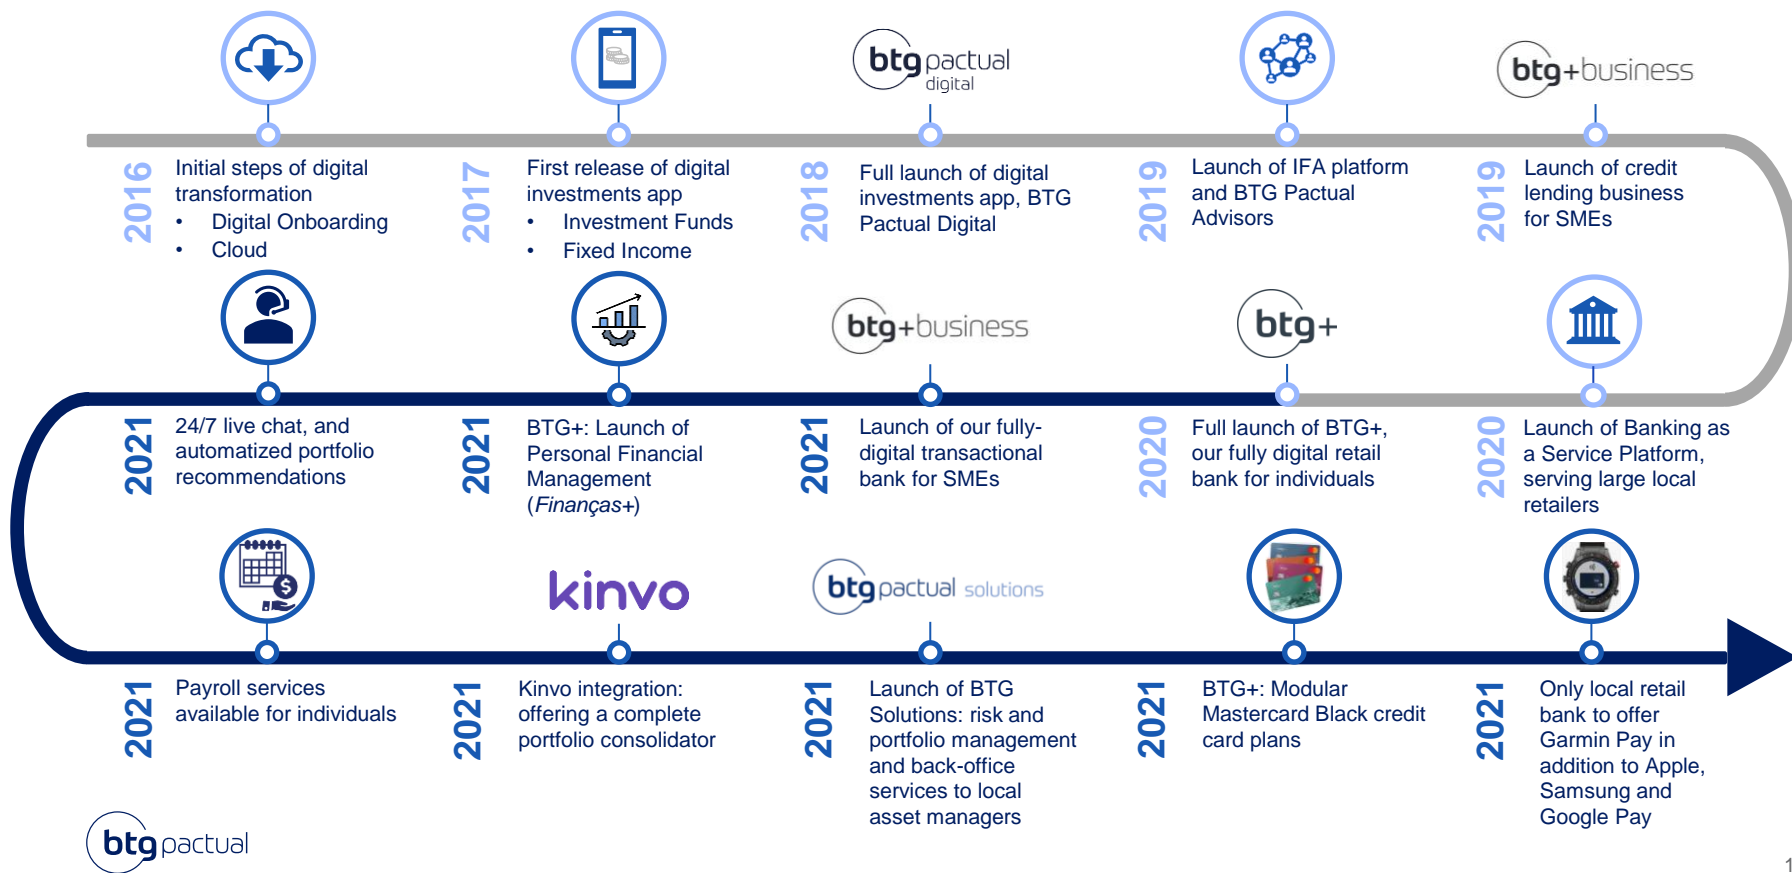 btg pactual
digital
btg+business
2016
Initial steps of digital
transformation
• Digital Onboarding
• Cloud
2017
First release of digital
investments app
• Investment Funds
• Fixed Income
2018
Full launch of digital
investments app, BTG
Pactual Digital
2019
Launch of IFA platform
and BTG Pactual
Advisors
2019
Launch of credit
lending business
for SMEs
btg+business
btg+
2021
24/7 live chat, and
automatized portfolio
recommendations
2021
BTG+: Launch of
Personal Financial
Management
(Finanças+)
2021
Launch of our fully-
digital transactional
bank for SMEs
2020
Full launch of BTG+,
our fully digital retail
bank for individuals
2020
Launch of Banking as
a Service Platform,
serving large local
retailers
$
kinvo
btg pactual solutions
2021
Payroll services
available for individuals
2021
Kinvo integration:
offering a complete
portfolio consolidator
2021
Launch of BTG
Solutions: risk and
portfolio management
and back-office
services to local
asset managers
2021
BTG+: Modular
Mastercard Black credit
card plans
2021
Only local retail
bank to offer
Garmin Pay in
addition to Apple,
Samsung and
Google Pay
btg pactual
1